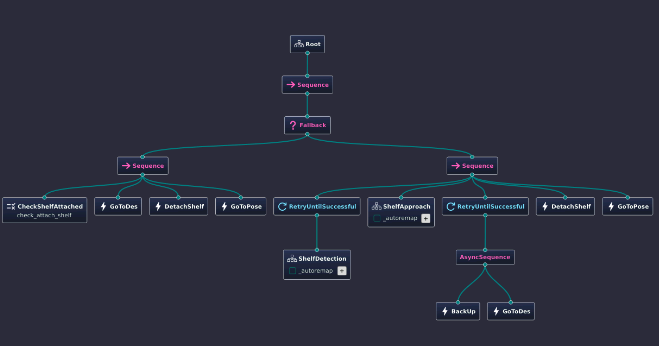 Root
Sequence
Fallback
Sequence
Sequence
CheckShelfAttached
check_attach_shelf
GoToDes
DetachShelf
GoToPose
RetryUntilSuccessful
ShelfApproach
_autoremap
RetryUntilSuccessful
DetachShelf
GoToPose
ShelfDetection
_autoremap
AsyncSequence
BackUp
GoToDes